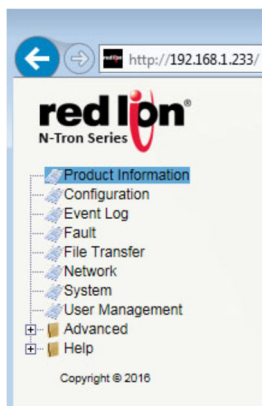 http://192.168.1.233/
red lion®
N-Tron Series
Product Information
Configuration
Event Log
Fault
File Transfer
Network
System
User Management
Advanced
Help
Copyright © 2016